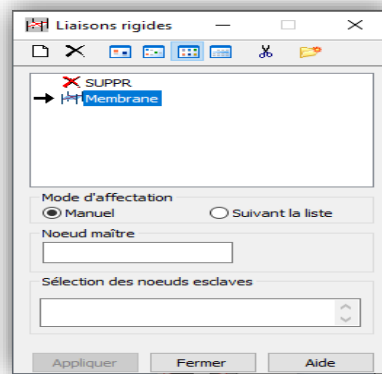 Liaisons rigides
SUPPR
Membrane
Mode d'affectation
Manuel Suivant la liste
Noeud maître
Sélection des noeuds esclaves
Appliquer Fermer Aide